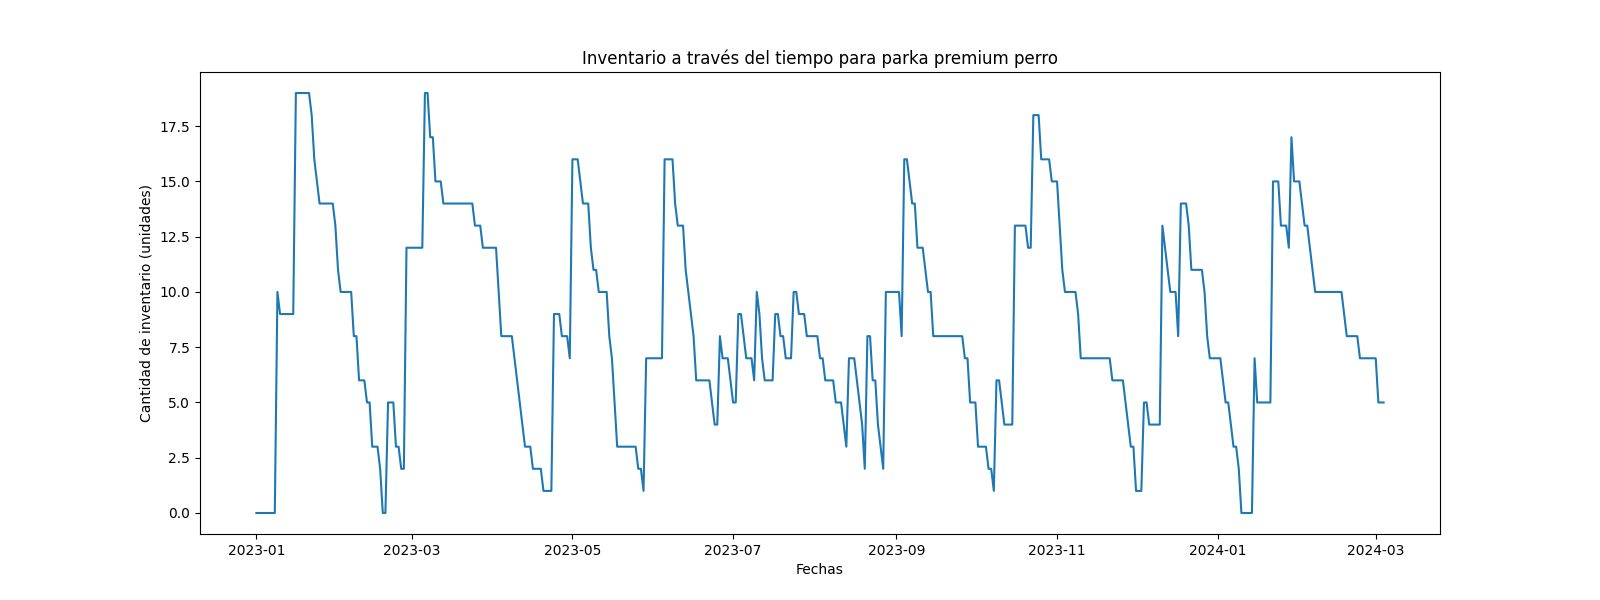 Inventario a través del tiempo para parka premium perro
Cantidad de inventario (unidades)
17.5
15.0
12.5
10.0
7.5
5.0
2.5
0.0
2023-01 2023-03 2023-05 2023-07 2023-09 2023-11 2024-01 2024-03
Fechas